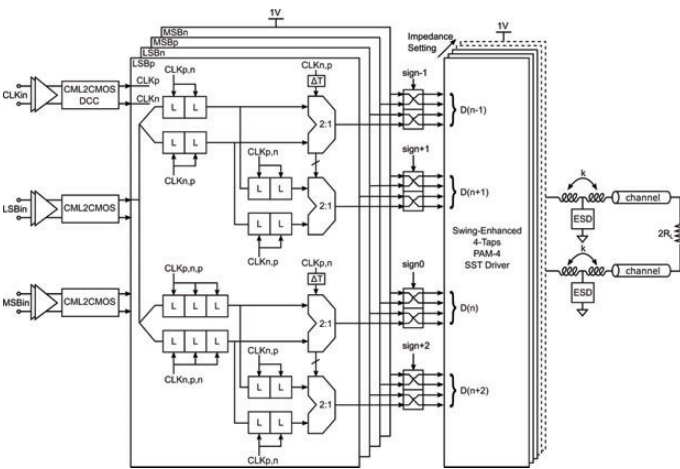 1V
MSBn
MSBp
LSBn
LSBp
CLKp,n
CLKn,p
ΔT
CLKp
CLKn
CLKin
CML2CMOS
DCC
L
L
L
L
2:1
CLKn,p
CLKp,n
L
L
L
L
2:1
CLKn,p
LSBin
CML2CMOS
MSBin
CML2CMOS
CLKp,n,p
CLKn,p
ΔT
L
L
L
L
L
L
2:1
CLKn,p,n
CLKp,n
L
L
L
L
2:1
CLKp,n
sign-1
D(n-1)
sign+1
D(n+1)
sign0
D(n)
sign+2
D(n+2)
Impedance
Setting
1V
Swing-Enhanced
4-Taps
PAM-4
SST Driver
k
channel
ESD
k
channel
ESD